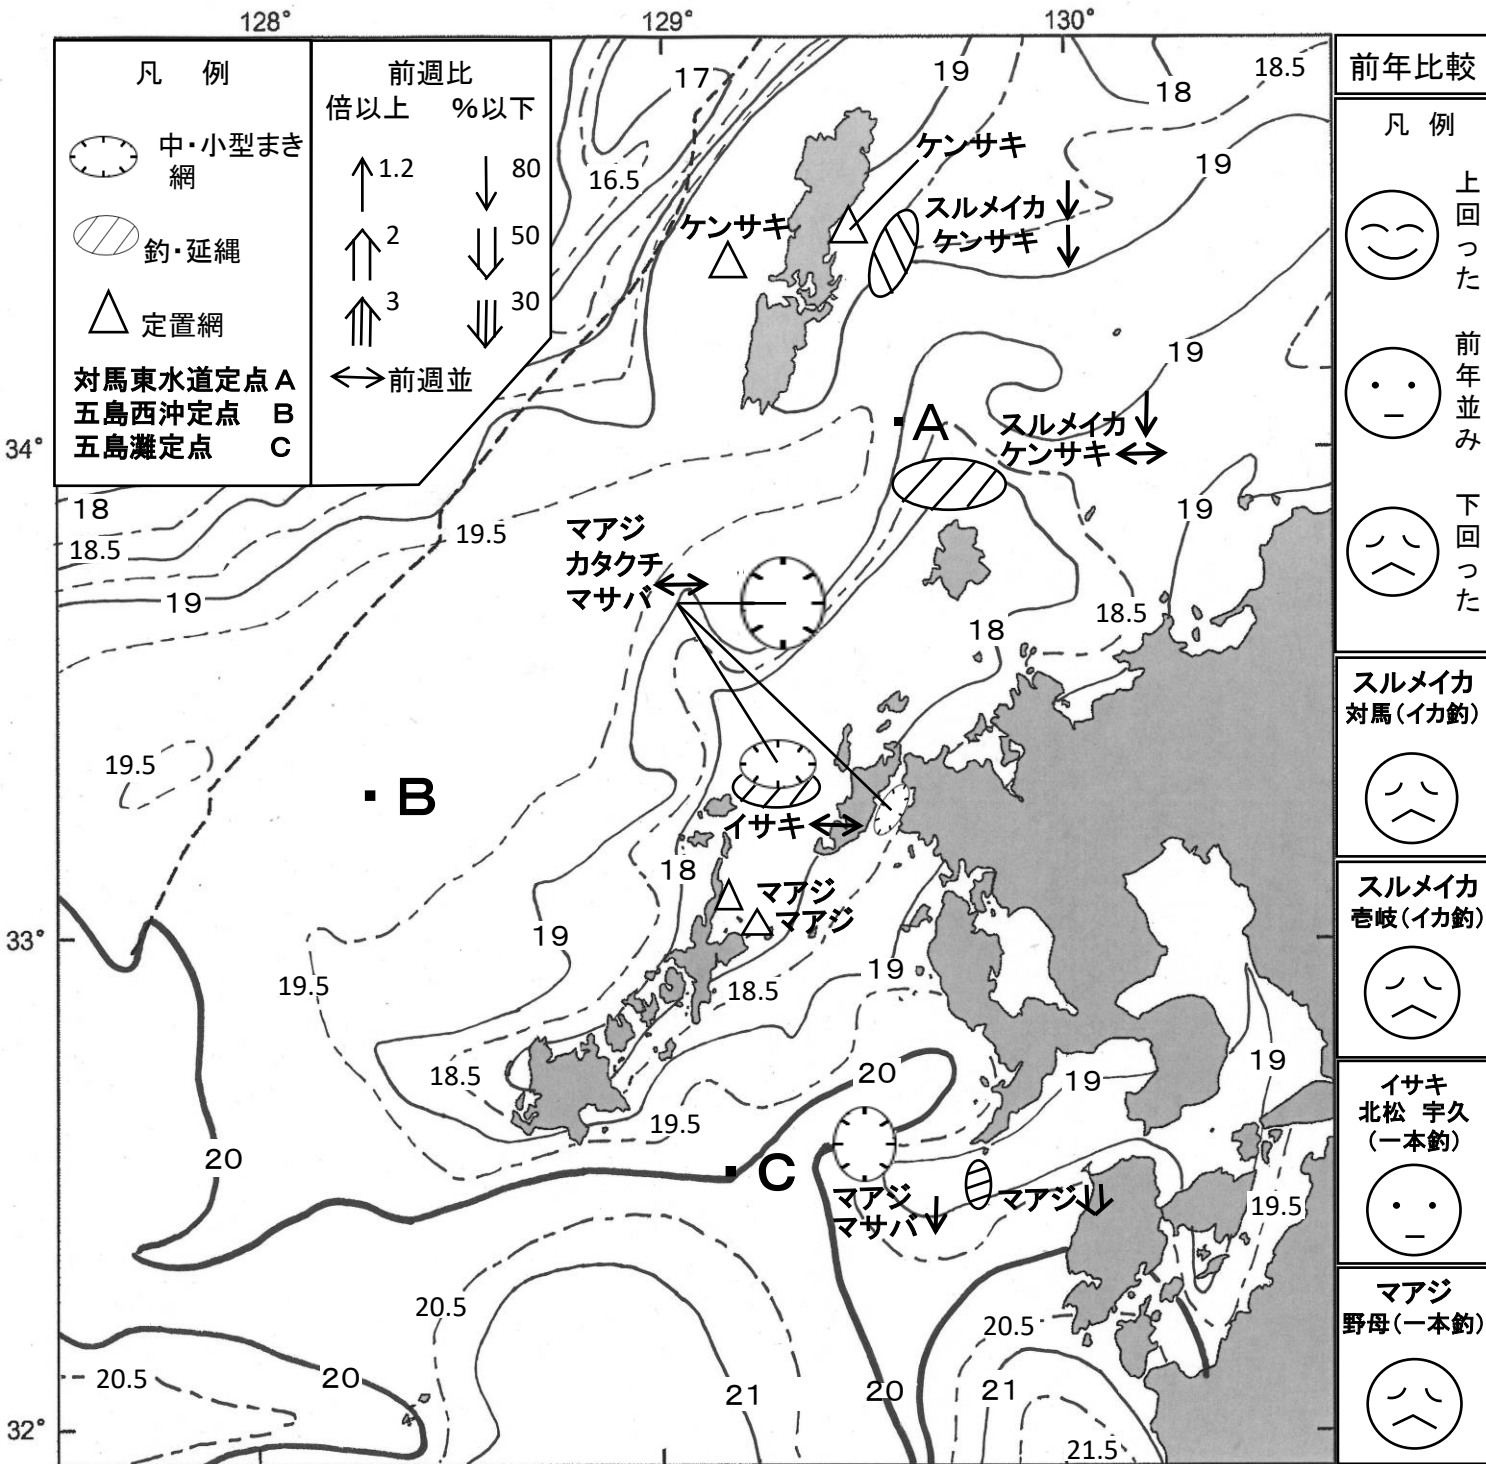 128°
129°
130°
凡 例
中・小型まき
網
釣・延縄
定置網
対馬東水道定点 A
五島西沖定点 B
五島灘定点 C
前週比
倍以上 %以下
1.2 80
2 50
3 30
前週並
17
16.5
19
18
18.5
19
ケンサキ
ケンサキ
スルメイカ
ケンサキ
19
A
スルメイカ
ケンサキ
34°
18
18.5
19
19.5
マアジ
カタクチ
マサバ
19
18.5
18
19.5
B
イサキ
18
マアジ
マアジ
19
33°
19.5
18.5
19
18.5
20
19
19
19.5
20
C
マアジ
マサバ
マアジ
19.5
20.5
20.5
20.5
20
21
20
21
32°
21.5
前年比較
凡 例
上回った
前年並み
下回った
スルメイカ
対馬(イカ釣)
スルメイカ
壱岐(イカ釣)
イサキ
北松 宇久
(一本釣)
マアジ
野母(一本釣)